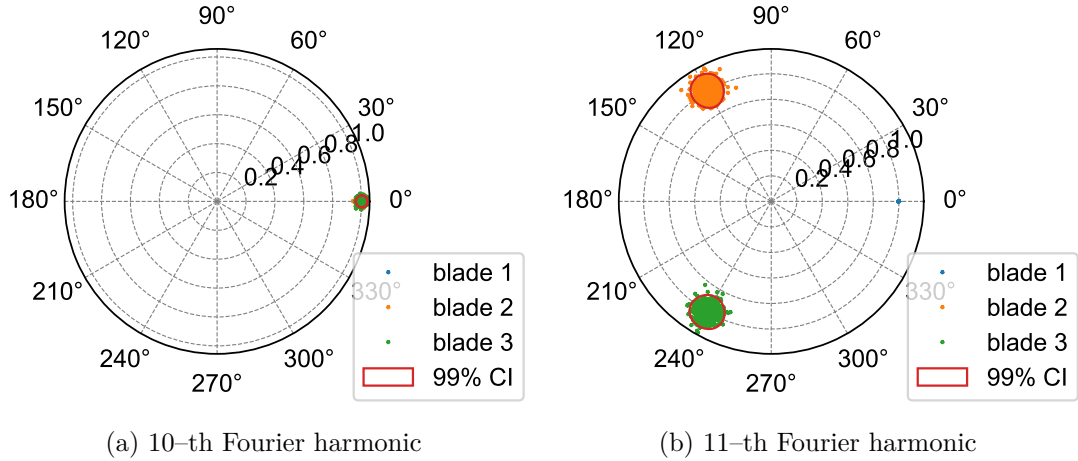 90°
120° 60°
150° 30°
0.2 0.4 0.6 0.8 1.0
180° 0°
210° 330°
240° 300°
270°
blade 1
blade 2
blade 3
99% CI
(a) 10–th Fourier harmonic
90°
120° 60°
150° 30°
0.2 0.4 0.6 0.8 1.0
180° 0°
210° 330°
240° 300°
270°
blade 1
blade 2
blade 3
99% CI
(b) 11–th Fourier harmonic